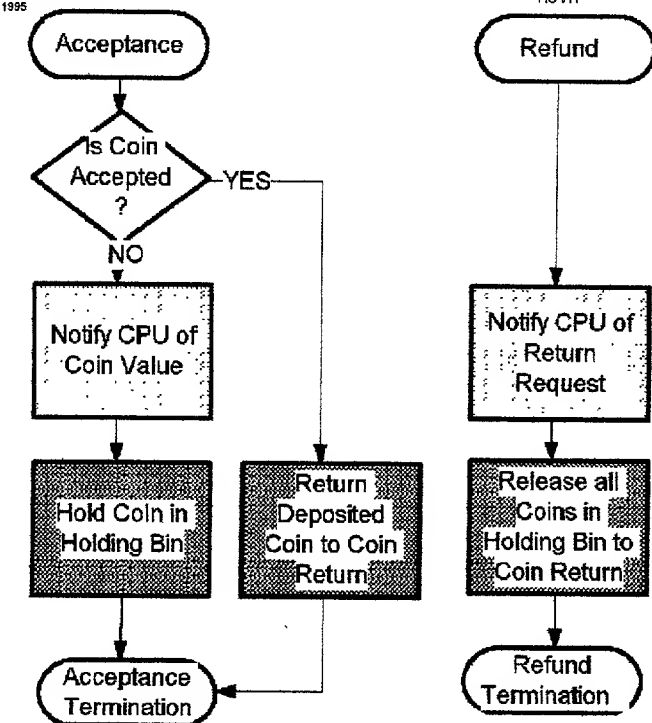 1995
Acceptance
Is Coin
Accepted
?
YES
NO
Notify CPU of
Coin Value
Hold Coin in
Holding Bin
Return
Deposited
Coin to Coin
Return
Acceptance
Termination
Refund
Notify CPU of
Return
Request
Release all
Coins in
Holding Bin to
Coin Return
Refund
Termination